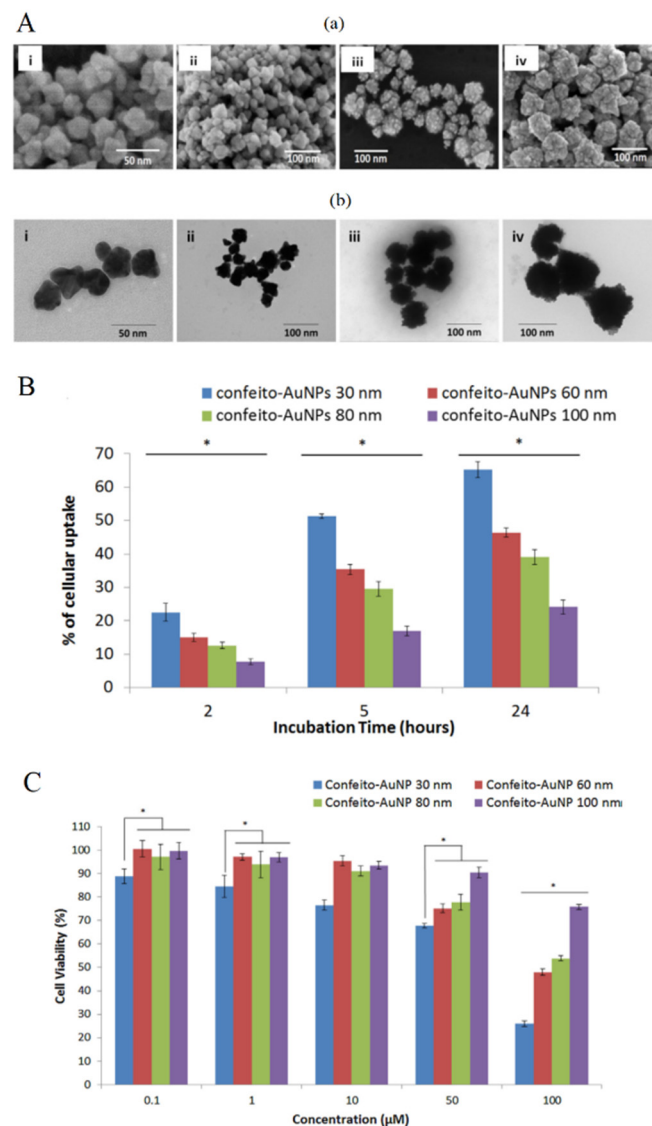 A
(a)
i
ii
iii
iv
50 nm
100 nm
100 nm
100 nm
(b)
i
ii
iii
iv
50 nm
100 nm
100 nm
100 nm
B
confeito-AuNPs 30 nm
confeito-AuNPs 60 nm
confeito-AuNPs 80 nm
confeito-AuNPs 100 nm
*
*
*
70
60
50
40
30
20
10
0
% of cellular uptake
2
5
24
Incubation Time (hours)
C
Confeito-AuNP 30 nm
Confeito-AuNP 60 nm
Confeito-AuNP 80 nm
Confeito-AuNP 100 nm
*
*
*
*
110
100
90
80
70
60
50
40
30
20
10
0
Cell Viability (%)
0.1
1
10
50
100
Concentration (µM)